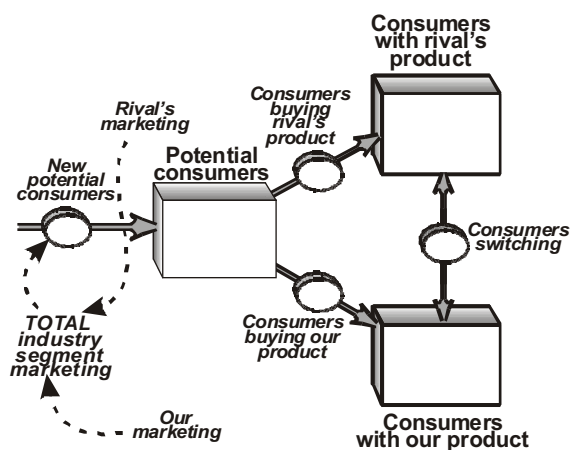 Consumers
with rival's
product
Consumers
buying
rival's
product
Rival's
marketing
Potential
consumers
New
potential
consumers
Consumers
switching
TOTAL
industry
segment
marketing
Consumers
buying our
product
Our
marketing
Consumers
with our product